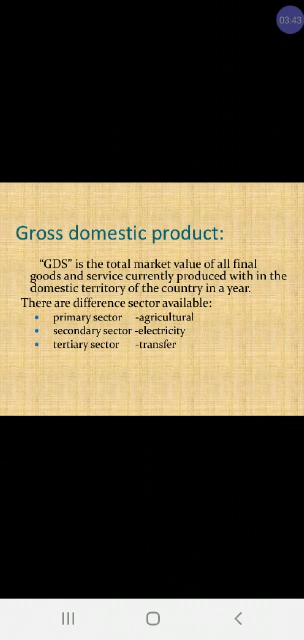 03:43
Gross domestic product:
“GDS” is the total market value of all final
goods and service currently produced with in the
domestic territory of the country in a year.
There are difference sector available:
• primary sector -agricultural
• secondary sector -electricity
• tertiary sector -transfer